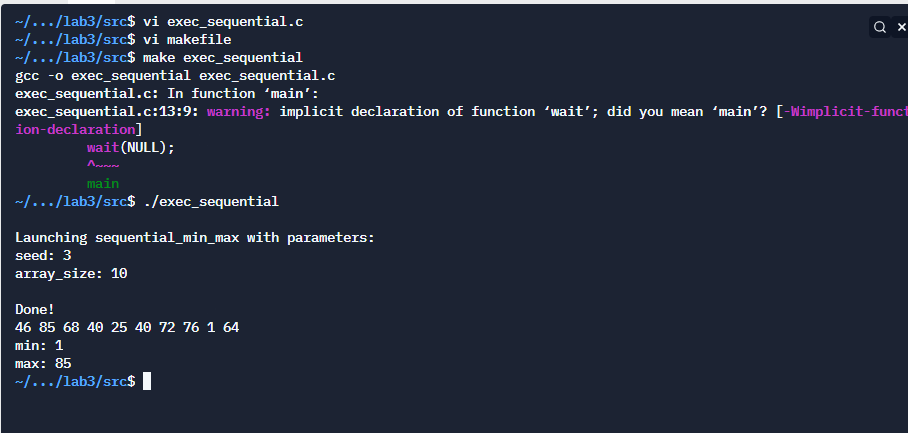 ~/.../lab3/src$ vi exec_sequential.c
~/.../lab3/src$ vi makefile
~/.../lab3/src$ make exec_sequential
gcc -o exec_sequential exec_sequential.c
exec_sequential.c: In function ‘main’:
exec_sequential.c:13:9: warning: implicit declaration of function ‘wait’; did you mean ‘main’? [-Wimplicit-funct
ion-declaration]
         wait(NULL);
         ^~~~
         main
~/.../lab3/src$ ./exec_sequential

Launching sequential_min_max with parameters:
seed: 3
array_size: 10

Done!
46 85 68 40 25 40 72 76 1 64
min: 1
max: 85
~/.../lab3/src$